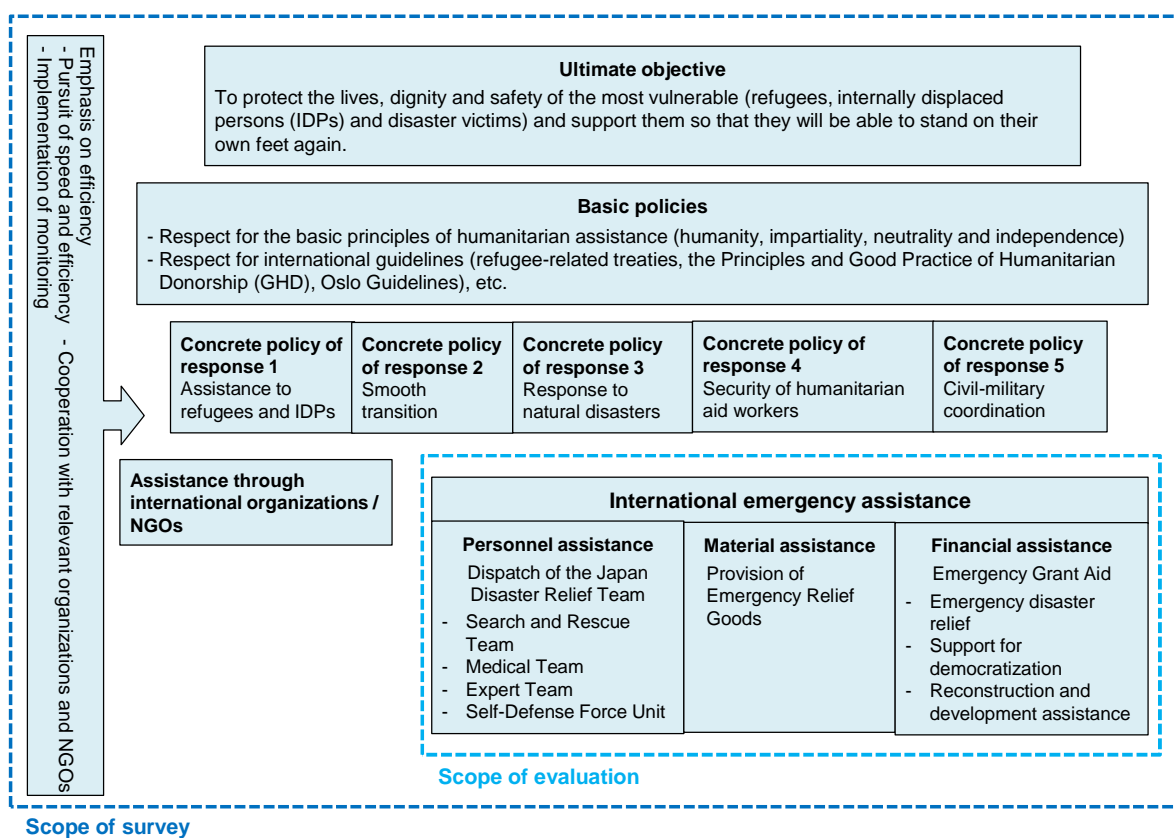 Emphasis on efficiency
- Pursuit of speed and efficiency  - Cooperation with relevant organizations and NGOs
- Implementation of monitoring
Ultimate objective
To protect the lives, dignity and safety of the most vulnerable (refugees, internally displaced
persons (IDPs) and disaster victims) and support them so that they will be able to stand on their
own feet again.
Basic policies
- Respect for the basic principles of humanitarian assistance (humanity, impartiality, neutrality and independence)
- Respect for international guidelines (refugee-related treaties, the Principles and Good Practice of Humanitarian
Donorship (GHD), Oslo Guidelines), etc.
Concrete policy of
response 1
Assistance to
refugees and IDPs
Concrete policy
of response 2
Smooth
transition
Concrete policy
of response 3
Response to
natural disasters
Concrete policy of
response 4
Security of humanitarian
aid workers
Concrete policy
of response 5
Civil-military
coordination
Assistance through
international organizations /
NGOs
International emergency assistance
Personnel assistance
Dispatch of the Japan
Disaster Relief Team
- Search and Rescue
Team
- Medical Team
- Expert Team
- Self-Defense Force Unit
Material assistance
Provision of
Emergency Relief
Goods
Financial assistance
Emergency Grant Aid
- Emergency disaster
relief
- Support for
democratization
- Reconstruction and
development assistance
Scope of evaluation
Scope of survey